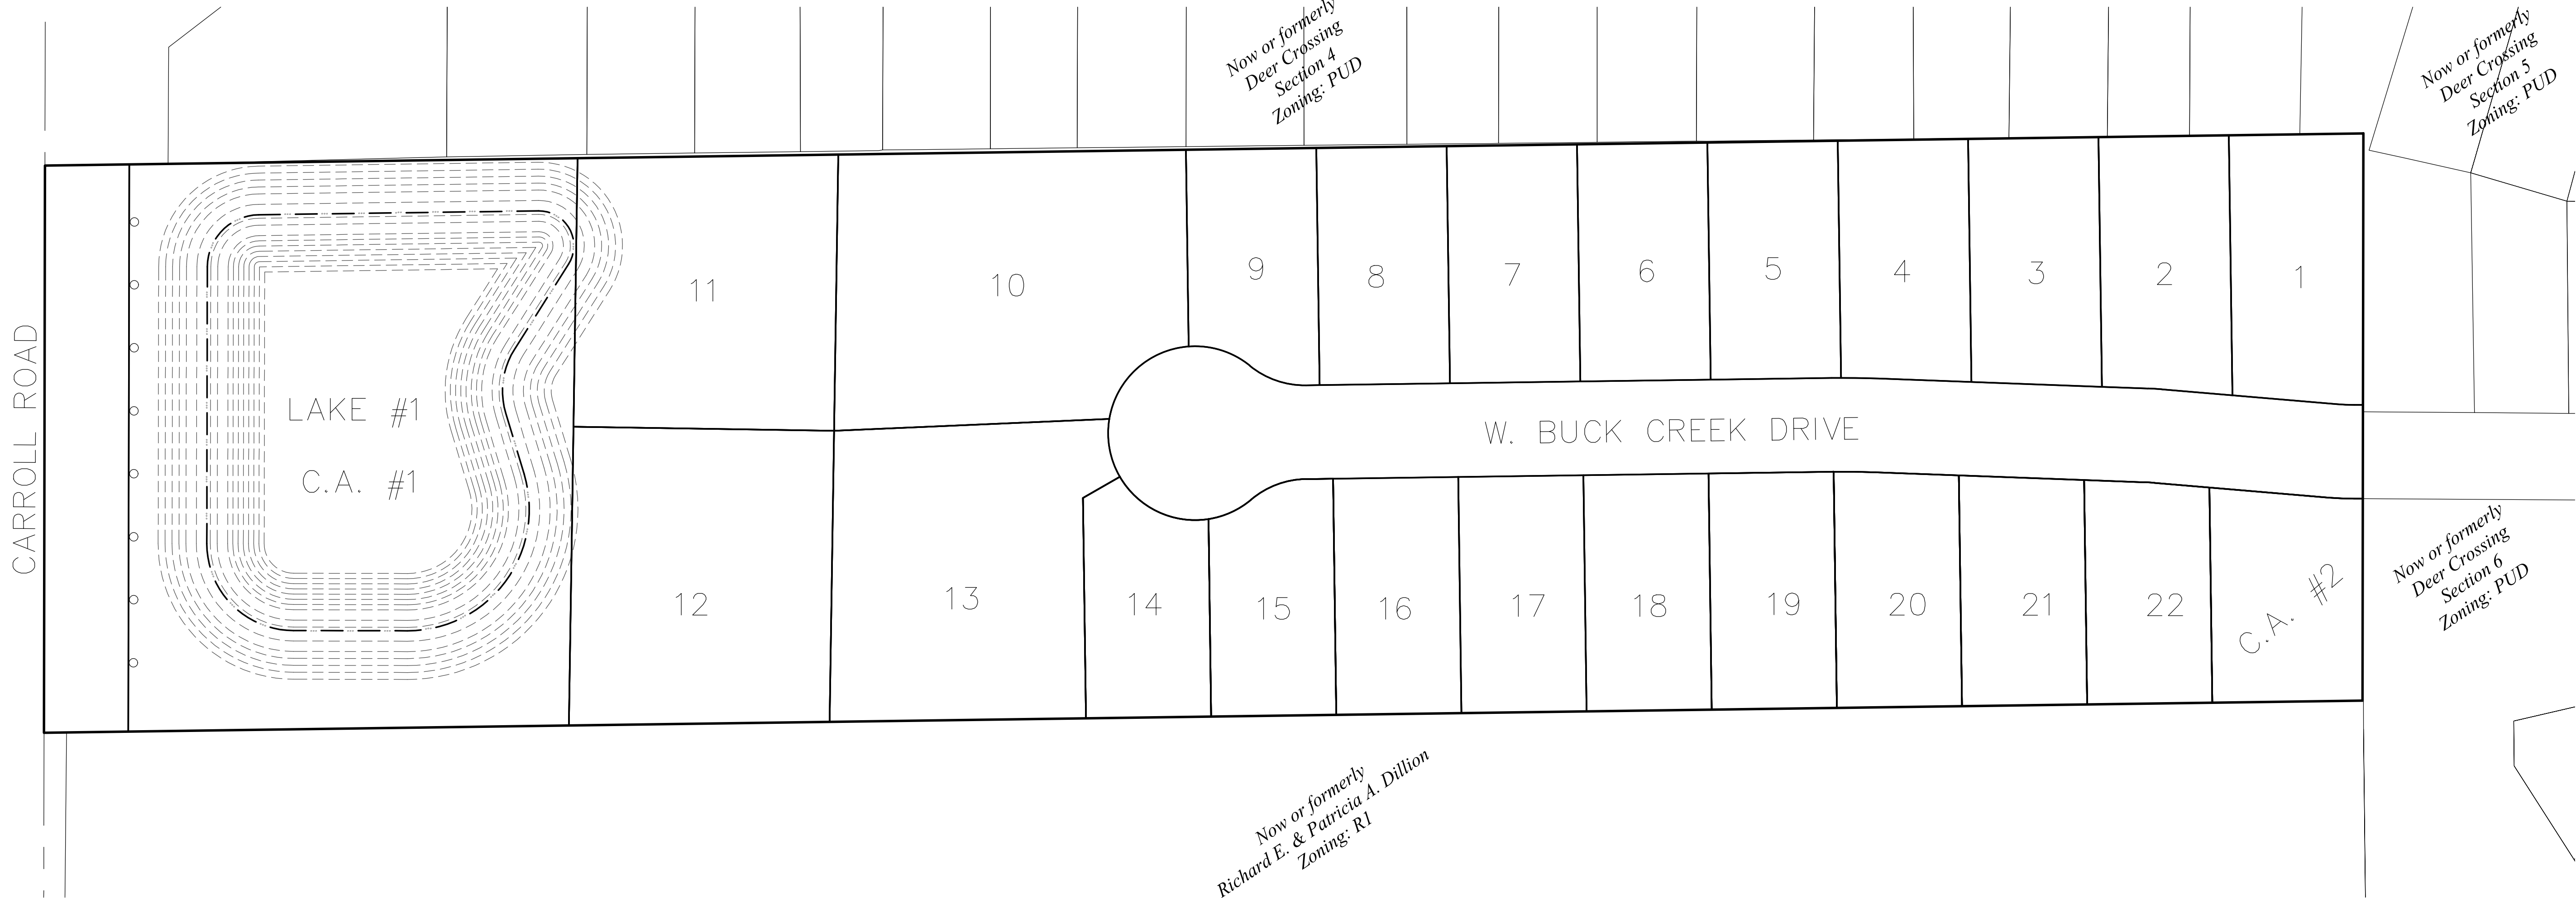 Now or formerly
Deer Crossing
Section 4
Zoning: PUD
Now or formerly
Deer Crossing
Section 5
Zoning: PUD
CARROLL ROAD
LAKE #1
C.A. #1
11
10
9
8
7
6
5
4
3
2
1
W. BUCK CREEK DRIVE
12
13
14
15
16
17
18
19
20
21
22
C.A. #2
Now or formerly
Deer Crossing
Section 6
Zoning: PUD
Now or formerly
Richard E. & Patricia A. Dillion
Zoning: R1